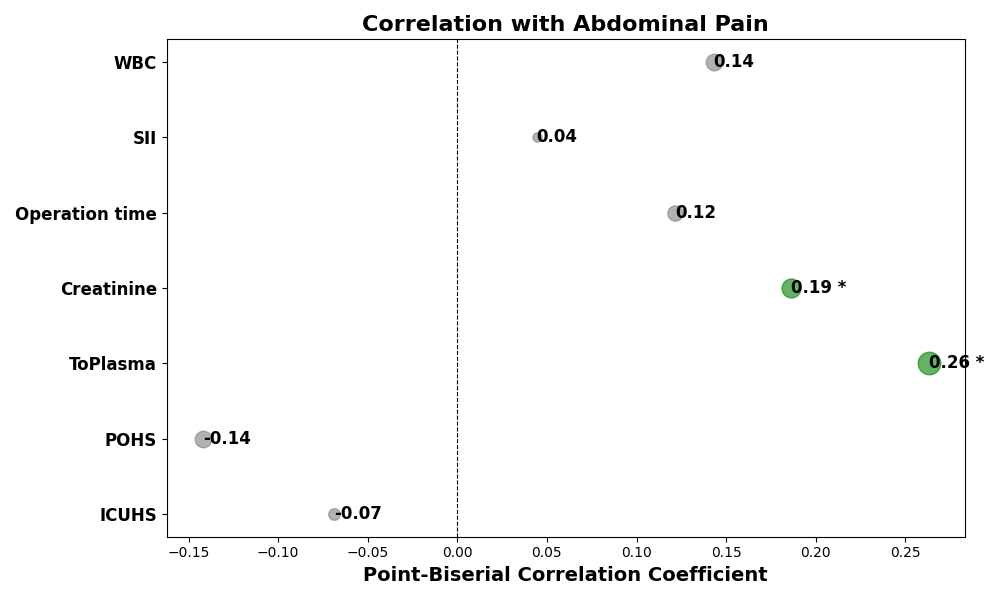 Correlation with Abdominal Pain
WBC
0.14
SII
0.04
Operation time
0.12
Creatinine
0.19 *
ToPlasma
0.26 *
POHS
-0.14
ICUHS
-0.07
−0.15 −0.10 −0.05 0.00 0.05 0.10 0.15 0.20 0.25
Point-Biserial Correlation Coefficient